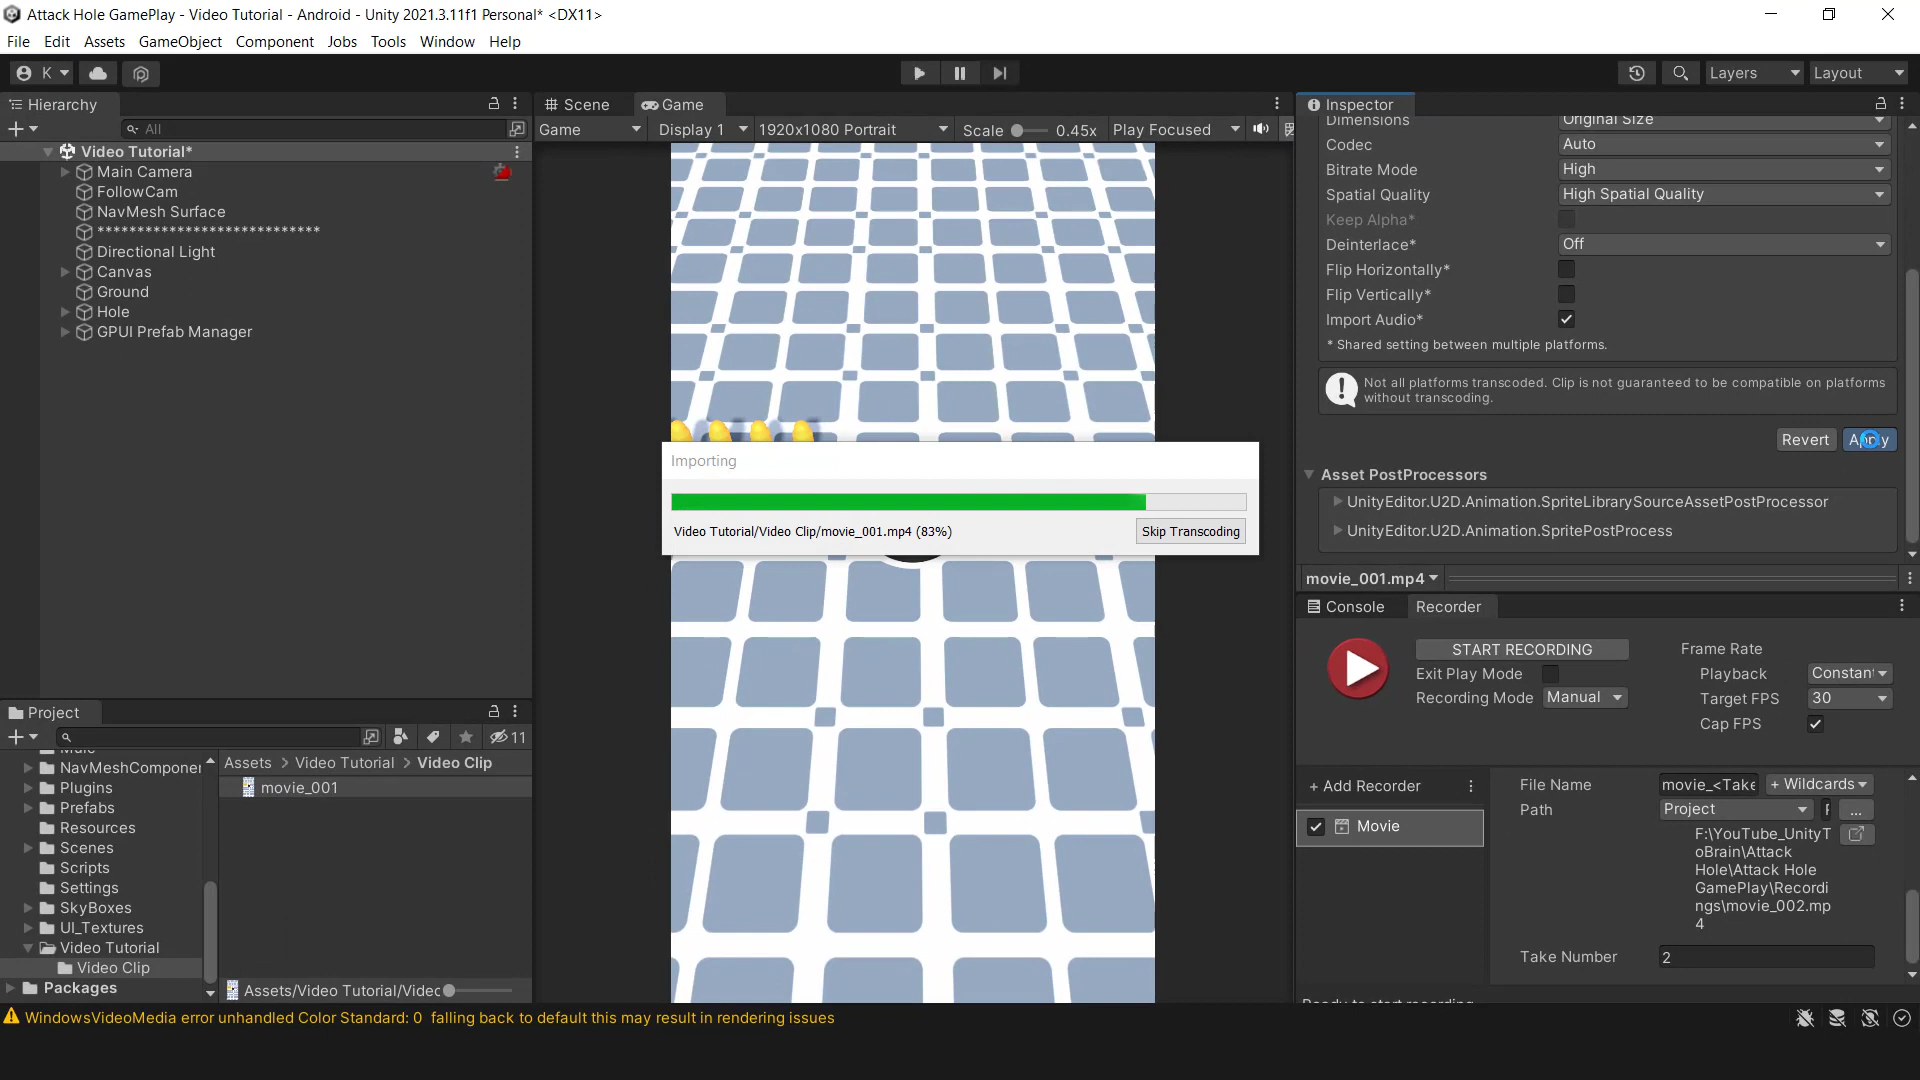 Attack Hole GamePlay - Video Tutorial - Android - Unity 2021.3.11f1 Personal* <DX11>
File Edit Assets GameObject Component Jobs Tools Window Help
K Layers Layout
Hierarchy
All
Video Tutorial*
Main Camera
FollowCam
NavMesh Surface
****************************
Directional Light
Canvas
Ground
Hole
GPUI Prefab Manager
Scene Game
Game Display 1 1920x1080 Portrait Scale 0.45x Play Focused
Importing
Video Tutorial/Video Clip/movie_001.mp4 (83%) Skip Transcoding
Inspector
Dimensions Original Size
Codec Auto
Bitrate Mode High
Spatial Quality High Spatial Quality
Keep Alpha*
Deinterlace* Off
Flip Horizontally*
Flip Vertically*
Import Audio*
* Shared setting between multiple platforms.
Not all platforms transcoded. Clip is not guaranteed to be compatible on platforms
without transcoding.
Revert Apply
Asset PostProcessors
UnityEditor.U2D.Animation.SpriteLibrarySourceAssetPostProcessor
UnityEditor.U2D.Animation.SpritePostProcess
movie_001.mp4
Console Recorder
START RECORDING
Exit Play Mode
Recording Mode Manual
Frame Rate
Playback Constant
Target FPS 30
Cap FPS
+ Add Recorder
Movie
File Name movie_<Take + Wildcards
Path Project ...
F:\YouTube_UnityT
oBrain\Attack
Hole\Attack Hole
GamePlay\Recordi
ngs\movie_002.mp
4
Take Number 2
Ready to start recording
Project
11
NavMeshComponen
Plugins
Prefabs
Resources
Scenes
Scripts
Settings
SkyBoxes
UI_Textures
Video Tutorial
Video Clip
Packages
Assets > Video Tutorial > Video Clip
movie_001
Assets/Video Tutorial/Videc
WindowsVideoMedia error unhandled Color Standard: 0 falling back to default this may result in rendering issues